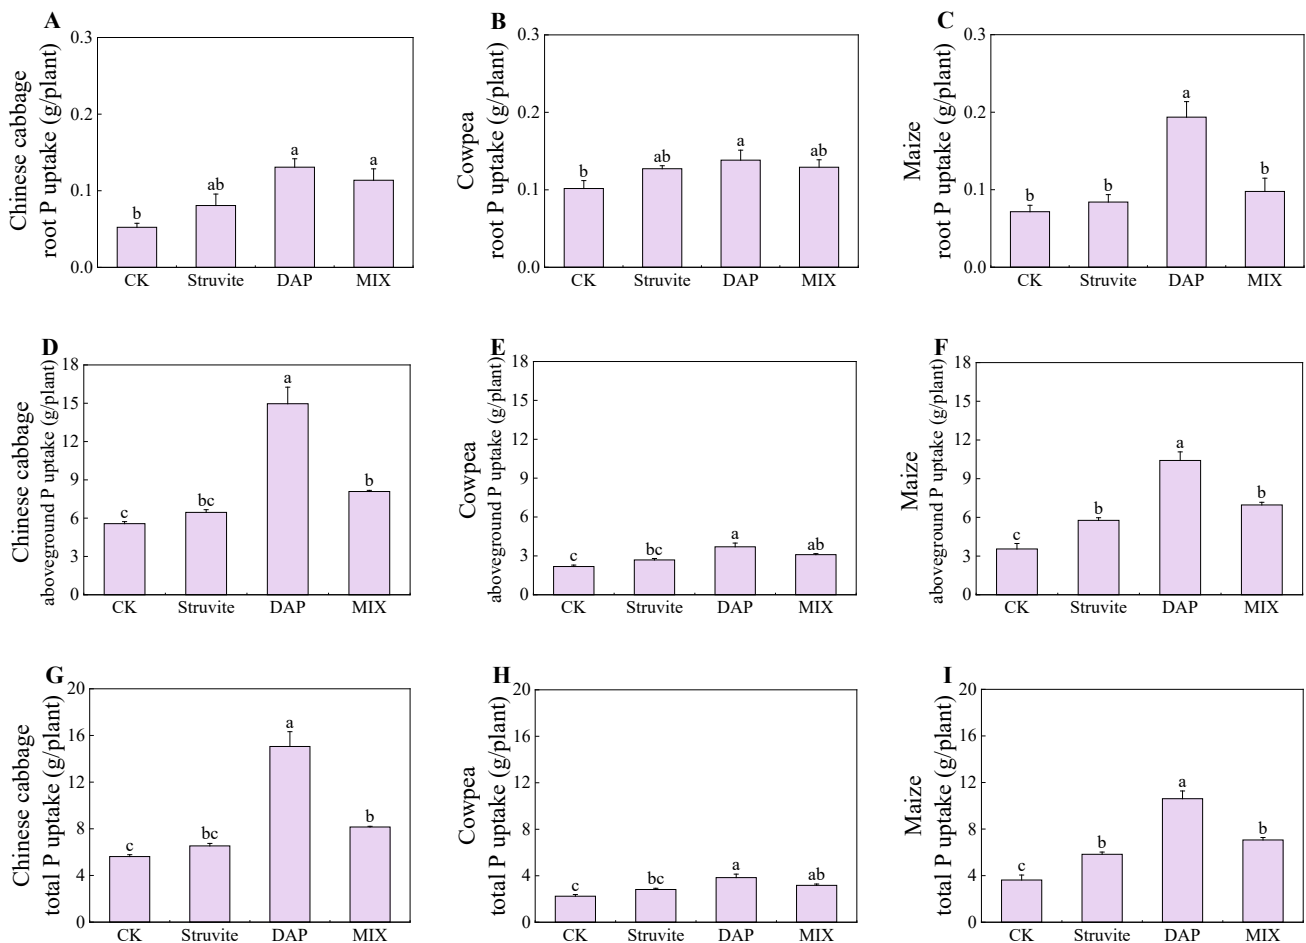 A
Chinese cabbage
root P uptake (g/plant)
0.3
0.2
0.1
0.0
b
ab
a
a
CK Struvite DAP MIX
B
Cowpea
root P uptake (g/plant)
0.3
0.2
0.1
0.0
b
ab
a
ab
CK Struvite DAP MIX
C
Maize
root P uptake (g/plant)
0.3
0.2
0.1
0.0
b
b
a
b
CK Struvite DAP MIX
D
Chinese cabbage
aboveground P uptake (g/plant)
18
15
12
9
6
3
0
c
bc
a
b
CK Struvite DAP MIX
E
Cowpea
aboveground P uptake (g/plant)
18
15
12
9
6
3
0
c
bc
a
ab
CK Struvite DAP MIX
F
Maize
aboveground P uptake (g/plant)
18
15
12
9
6
3
0
c
b
a
b
CK Struvite DAP MIX
G
Chinese cabbage
total P uptake (g/plant)
20
16
12
8
4
0
c
bc
a
b
CK Struvite DAP MIX
H
Cowpea
total P uptake (g/plant)
20
16
12
8
4
0
c
bc
a
ab
CK Struvite DAP MIX
I
Maize
total P uptake (g/plant)
20
16
12
8
4
0
c
b
a
b
CK Struvite DAP MIX